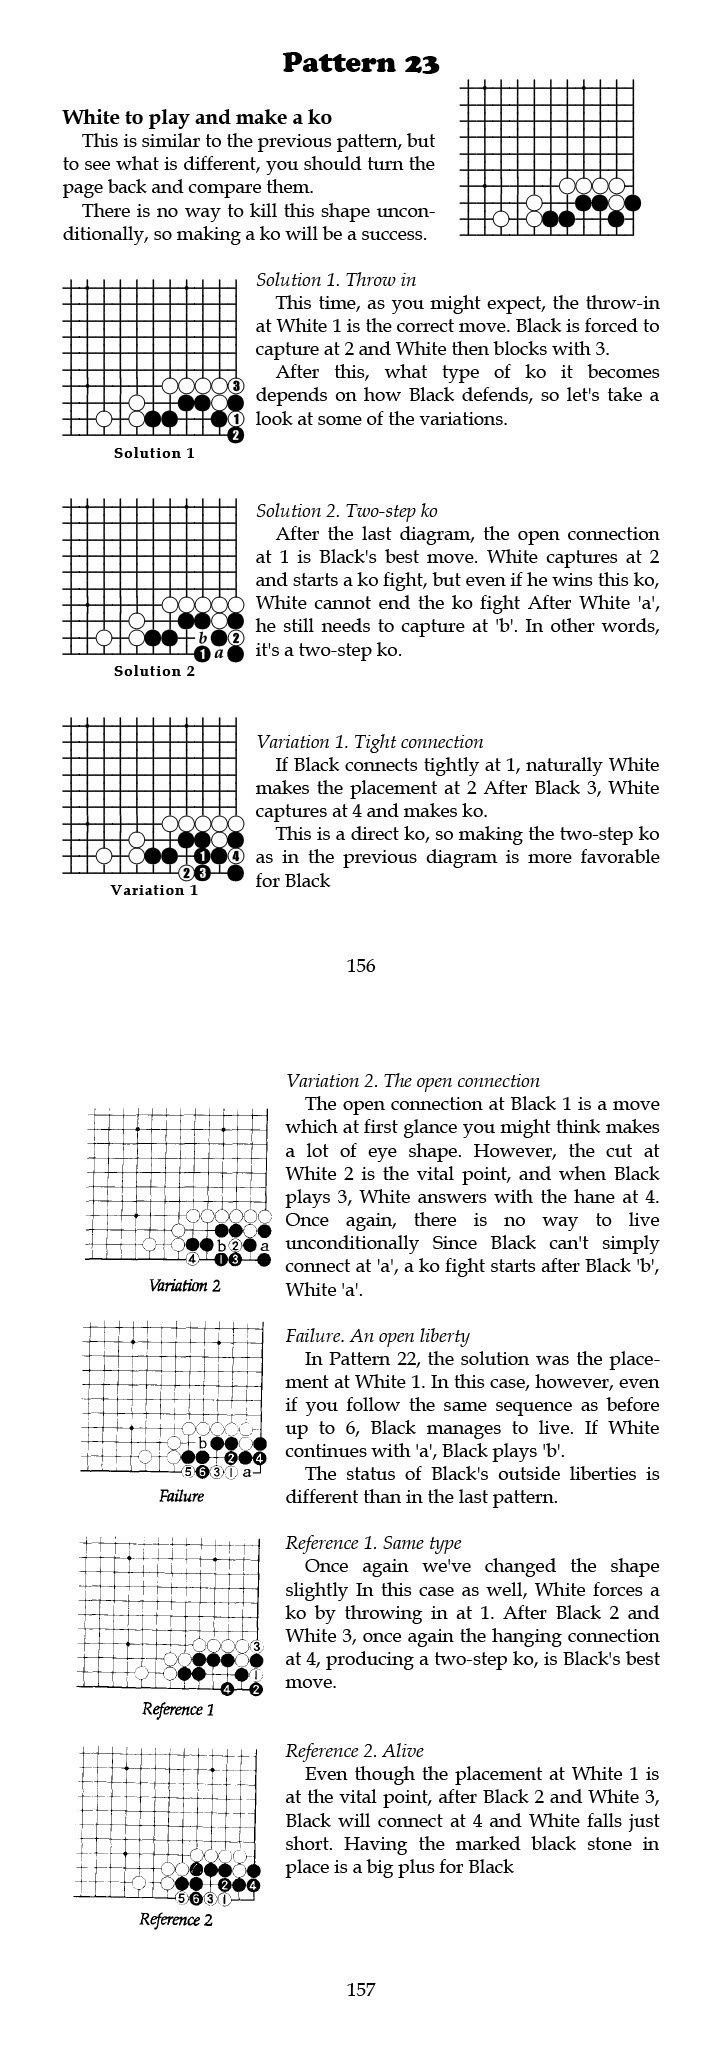 Pattern 23
White to play and make a ko
This is similar to the previous pattern, but
to see what is different, you should turn the
page back and compare them.
There is no way to kill this shape uncon-
ditionally, so making a ko will be a success.
Solution 1. Throw in
This time, as you might expect, the throw-in
at White 1 is the correct move. Black is forced to
capture at 2 and White then blocks with 3.
After this, what type of ko it becomes
depends on how Black defends, so let's take a
look at some of the variations.
3
1
2
Solution 1
Solution 2. Two-step ko
After the last diagram, the open connection
at 1 is Black's best move. White captures at 2
and starts a ko fight, but even if he wins this ko,
White cannot end the ko fight After White 'a',
he still needs to capture at 'b'. In other words,
it's a two-step ko.
b 2
1 a
Solution 2
Variation 1. Tight connection
If Black connects tightly at 1, naturally White
makes the placement at 2 After Black 3, White
captures at 4 and makes ko.
This is a direct ko, so making the two-step ko
as in the previous diagram is more favorable
for Black
1 4
2 3
Variation 1
156
Variation 2. The open connection
The open connection at Black 1 is a move
which at first glance you might think makes
a lot of eye shape. However, the cut at
White 2 is the vital point, and when Black
plays 3, White answers with the hane at 4.
Once again, there is no way to live
unconditionally Since Black can't simply
connect at 'a', a ko fight starts after Black 'b',
White 'a'.
b 2 a
4 1 3
Variation 2
Failure. An open liberty
In Pattern 22, the solution was the place-
ment at White 1. In this case, however, even
if you follow the same sequence as before
up to 6, Black manages to live. If White
continues with 'a', Black plays 'b'.
The status of Black's outside liberties is
different than in the last pattern.
b
2 4
5 6 3 1 a
Failure
Reference 1. Same type
Once again we've changed the shape
slightly In this case as well, White forces a
ko by throwing in at 1. After Black 2 and
White 3, once again the hanging connection
at 4, producing a two-step ko, is Black's best
move.
3
1
4 2
Reference 1
Reference 2. Alive
Even though the placement at White 1 is
at the vital point, after Black 2 and White 3,
Black will connect at 4 and White falls just
short. Having the marked black stone in
place is a big plus for Black
2 4
5 6 3 1
Reference 2
157